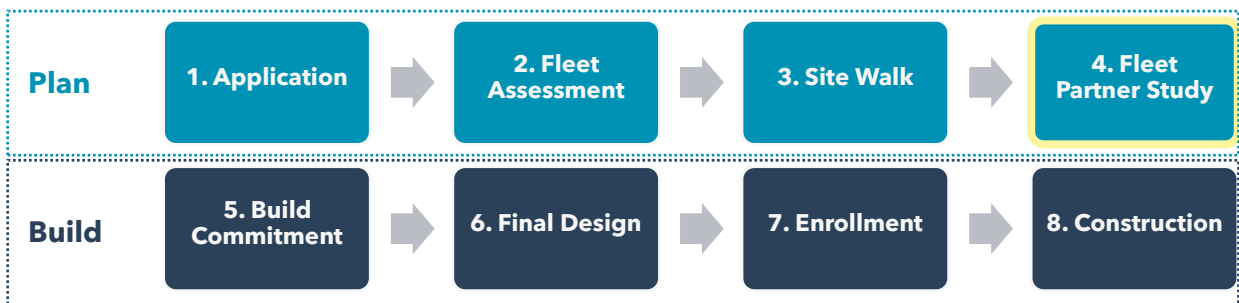 Plan
1. Application
2. Fleet
Assessment
3. Site Walk
4. Fleet
Partner Study
Build
5. Build
Commitment
6. Final Design
7. Enrollment
8. Construction